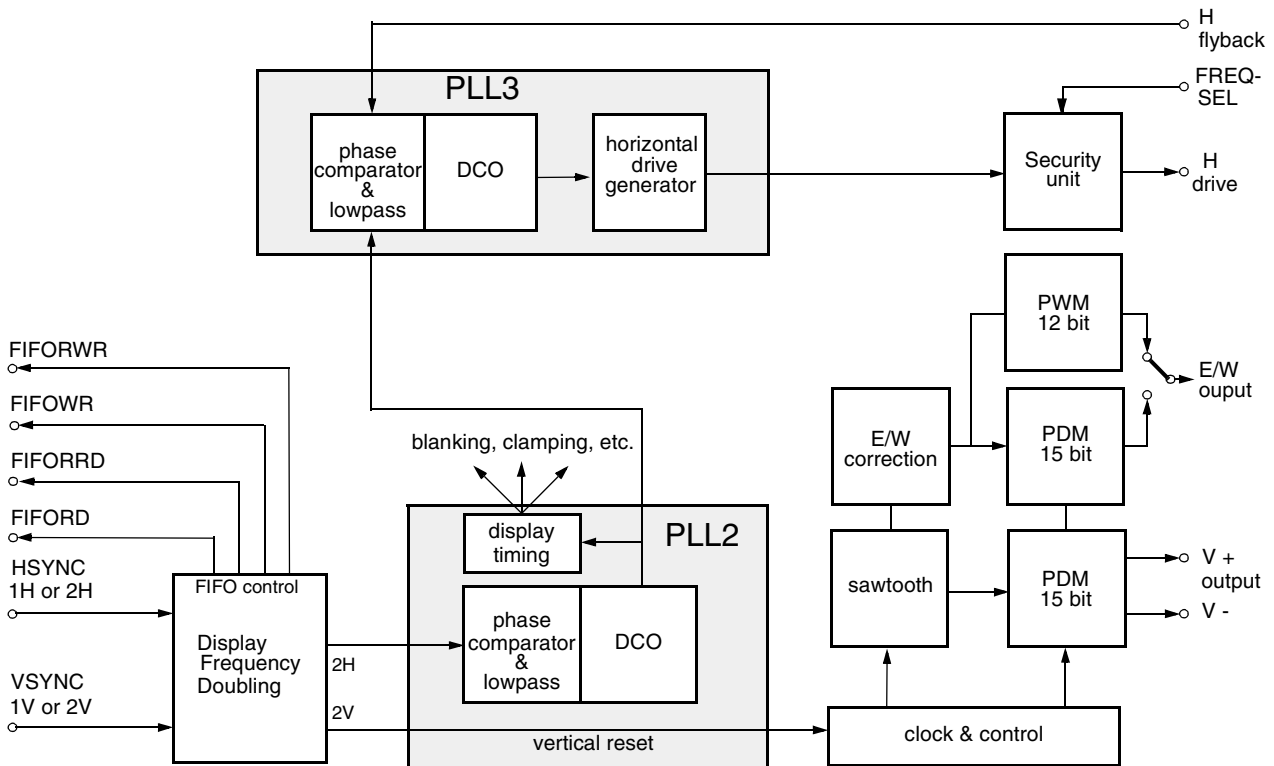 H
flyback
FREQ-
SEL
PLL3
phase
comparator
&
lowpass
DCO
horizontal
drive
generator
Security
unit
H
drive
PWM
12 bit
E/W
ouput
FIFORWR
FIFOWR
FIFORRD
FIFORD
HSYNC
1H or 2H
VSYNC
1V or 2V
FIFO control
Display
Frequency
Doubling
2H
2V
blanking, clamping, etc.
display
timing
PLL2
phase
comparator
&
lowpass
DCO
vertical reset
E/W
correction
PDM
15 bit
sawtooth
PDM
15 bit
V +
output
V -
clock & control